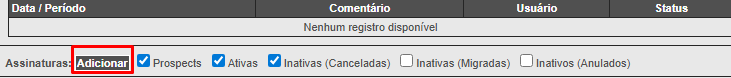 Data / Período Comentário Usuário Status
Nenhum registro disponível
Assinaturas: Adicionar Prospects Ativas Inativas (Canceladas) Inativas (Migradas) Inativos (Anulados)